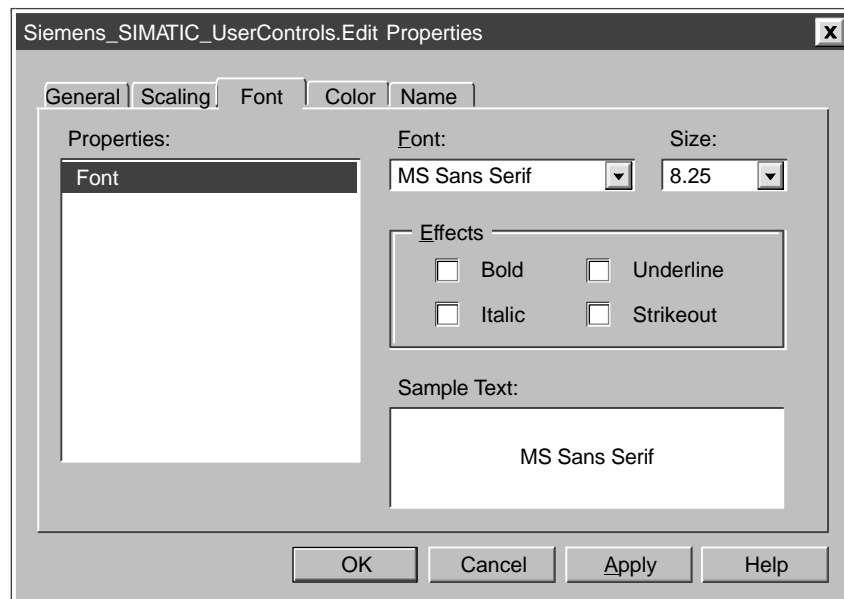 Siemens_SIMATIC_UserControls.Edit Properties
X
General Scaling Font Color Name
Properties: Font: Size:
Font MS Sans Serif 8.25
Effects
Bold Underline
Italic Strikeout
Sample Text:
MS Sans Serif
OK Cancel Apply Help